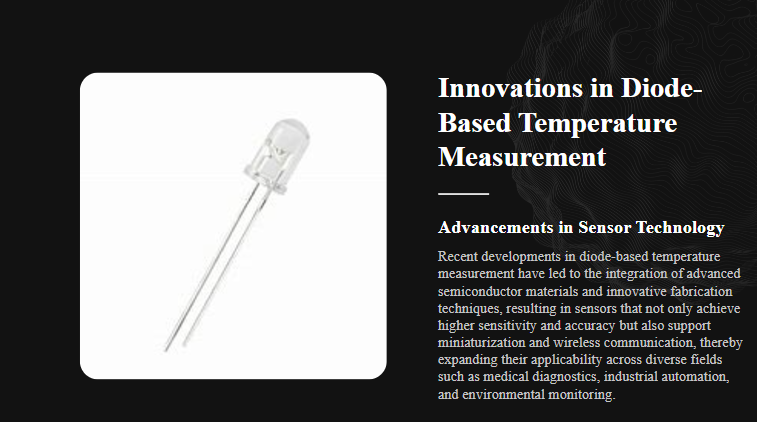 Innovations in Diode-
Based Temperature
Measurement
Advancements in Sensor Technology
Recent developments in diode-based temperature
measurement have led to the integration of advanced
semiconductor materials and innovative fabrication
techniques, resulting in sensors that not only achieve
higher sensitivity and accuracy but also support
miniaturization and wireless communication, thereby
expanding their applicability across diverse fields
such as medical diagnostics, industrial automation,
and environmental monitoring.